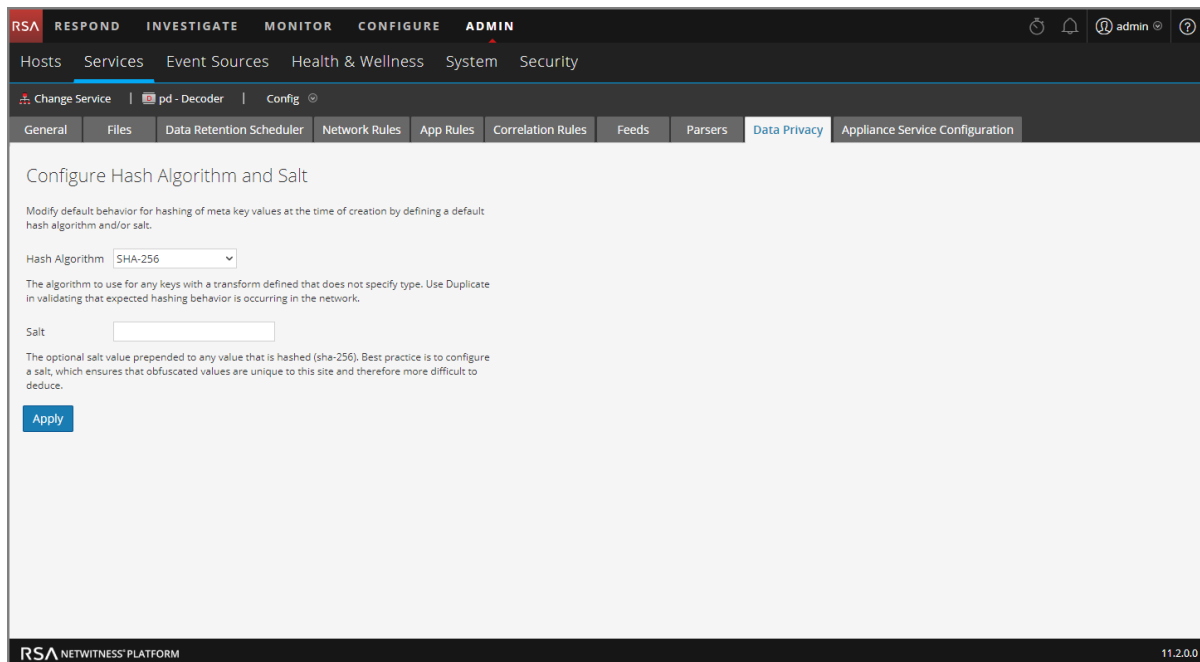 RSA RESPOND INVESTIGATE MONITOR CONFIGURE ADMIN admin ?
Hosts Services Event Sources Health & Wellness System Security
Change Service | D pd - Decoder | Config
General Files Data Retention Scheduler Network Rules App Rules Correlation Rules Feeds Parsers Data Privacy Appliance Service Configuration
Configure Hash Algorithm and Salt
Modify default behavior for hashing of meta key values at the time of creation by defining a default
hash algorithm and/or salt.
Hash Algorithm SHA-256
The algorithm to use for any keys with a transform defined that does not specify type. Use Duplicate
in validating that expected hashing behavior is occurring in the network.
Salt
The optional salt value prepended to any value that is hashed (sha-256). Best practice is to configure
a salt, which ensures that obfuscated values are unique to this site and therefore more difficult to
deduce.
Apply
RSA NETWITNESS® PLATFORM 11.2.0.0